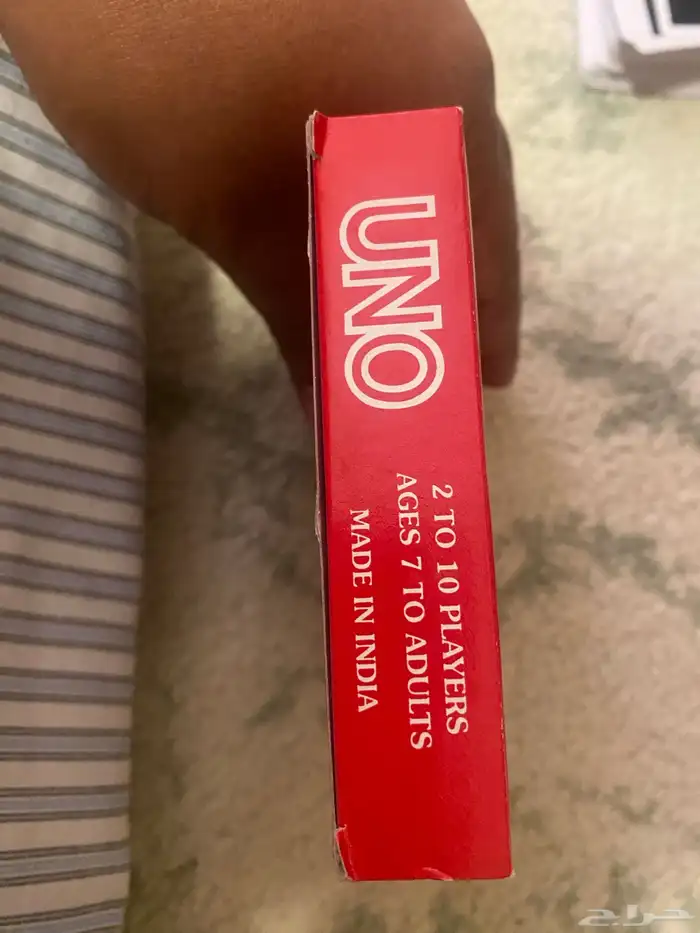 UNO
2 TO 10 PLAYERS
AGES 7 TO ADULTS
MADE IN INDIA
حراج